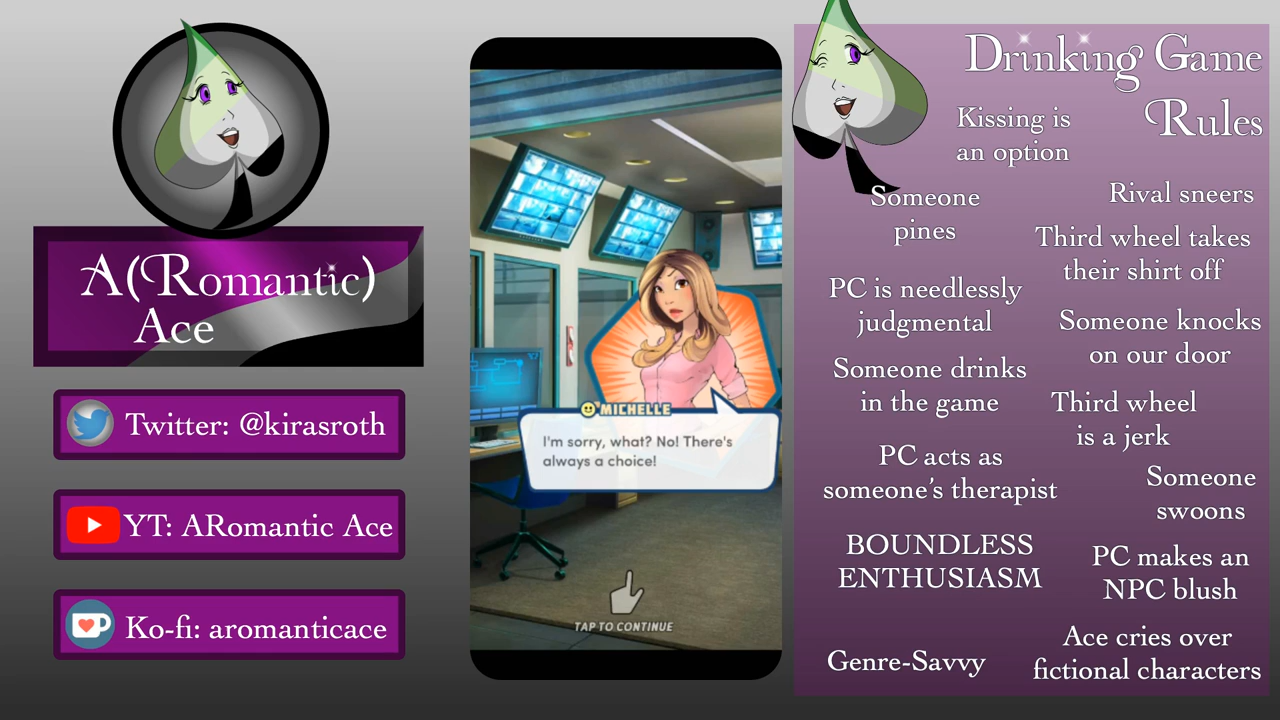 A(Romantic)
Ace
Twitter: @kirasroth
YT: ARomantic Ace
Ko-fi: aromanticace
MICHELLE
I'm sorry, what? No! There's
always a choice!
TAP TO CONTINUE
Drinking Game
Rules
Kissing is
an option
Someone
pines
Rival sneers
Third wheel takes
their shirt off
PC is needlessly
judgmental
Someone knocks
on our door
Someone drinks
in the game
Third wheel
is a jerk
PC acts as
someone's therapist
Someone
swoons
BOUNDLESS
ENTHUSIASM
PC makes an
NPC blush
Genre-Savvy
Ace cries over
fictional characters